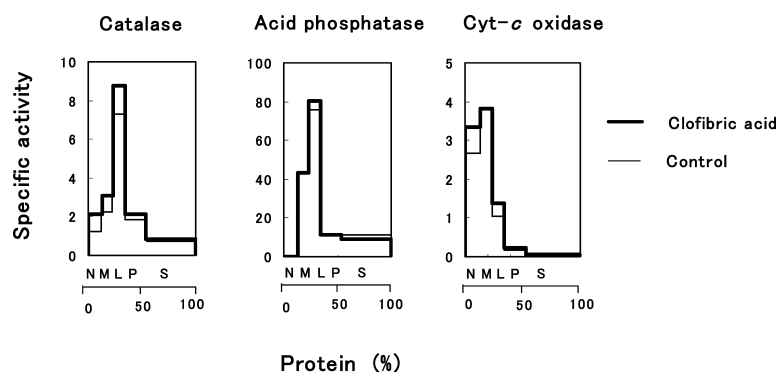 Catalase Acid phosphatase Cyt-c oxidase
Specific activity
10
8
6
4
2
0
N M L P S
0 50 100
100
80
60
40
20
0
N M L P S
0 50 100
5
4
3
2
1
0
N M L P S
0 50 100
Clofibric acid
Control
Protein (%)